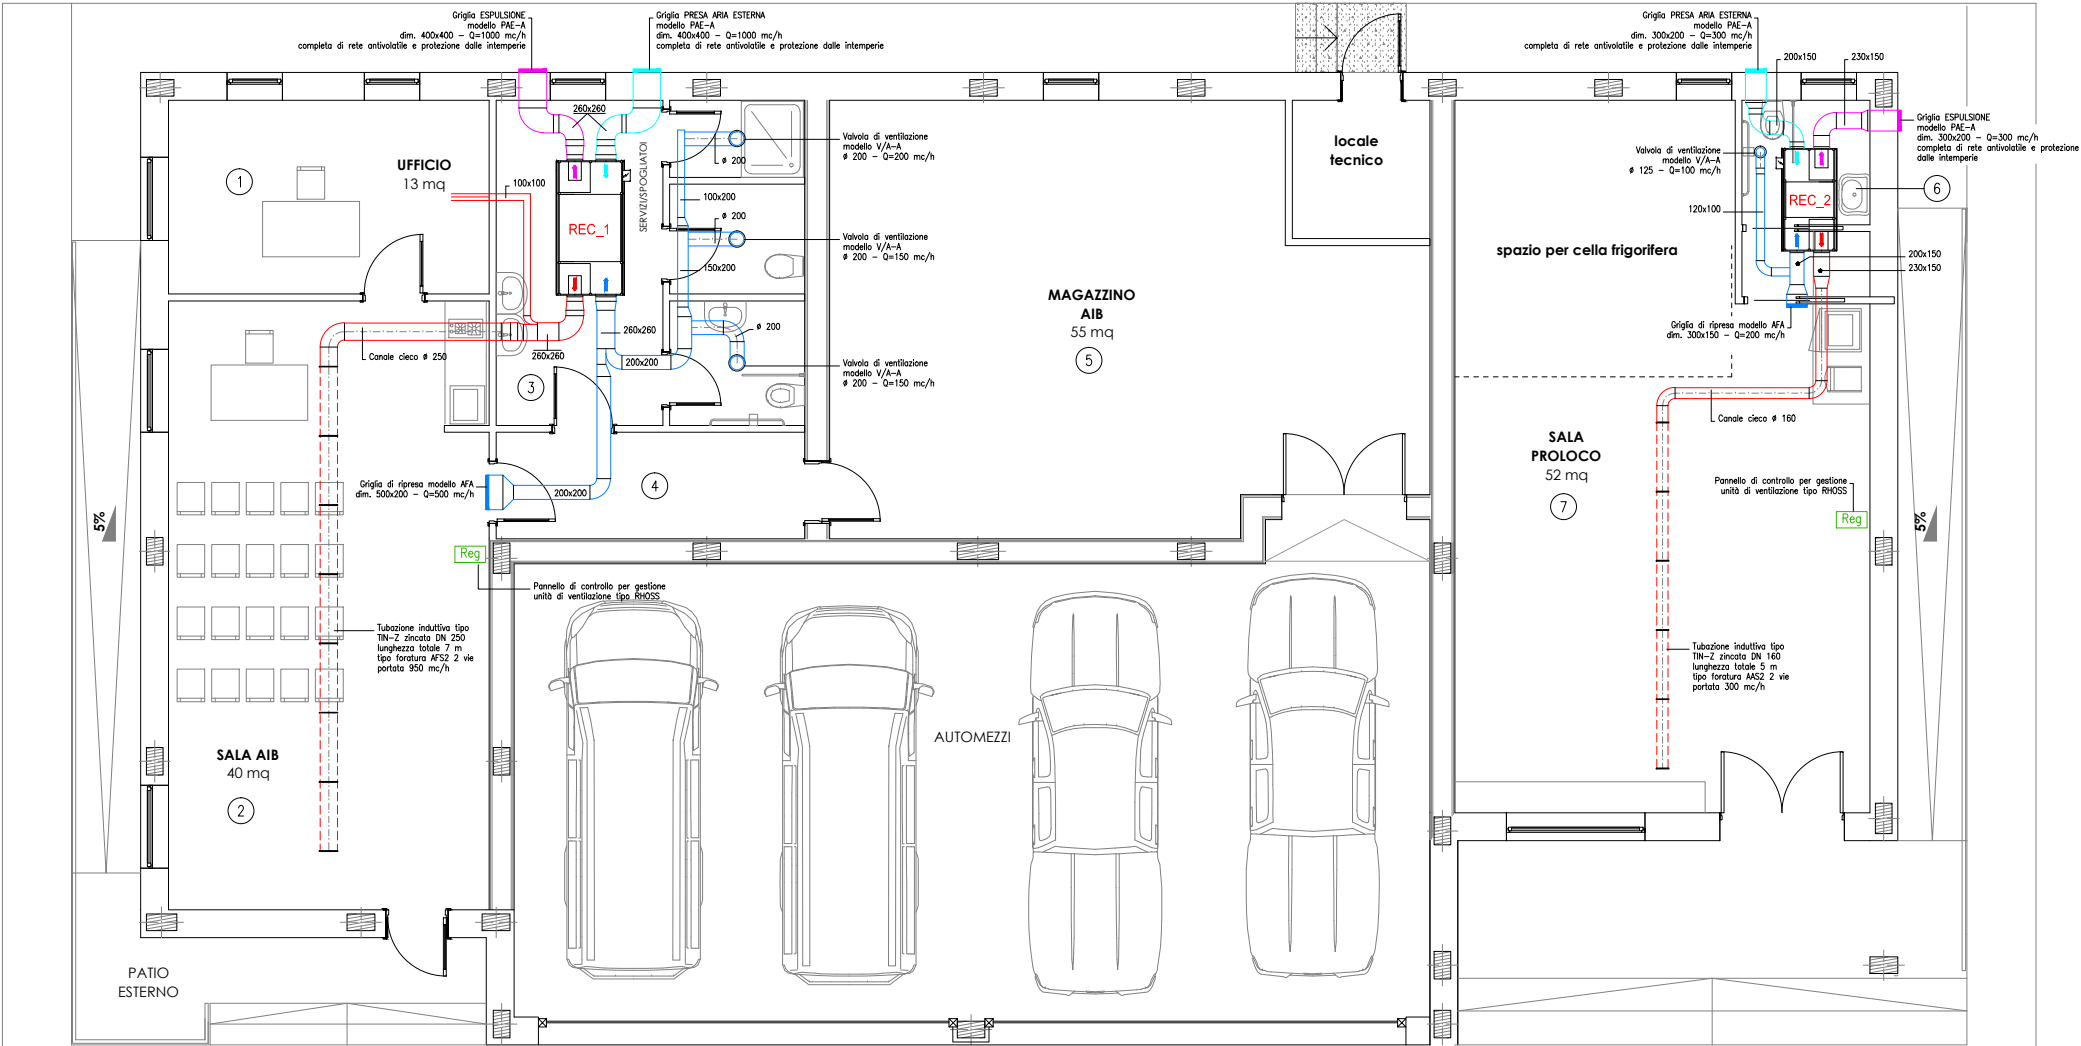 Griglia ESPULSIONE
modello PAE-A
dim. 400x400 - Q=1000 mc/h
completa di rete antivolatile e protezione dalle intemperie
Griglia PRESA ARIA ESTERNA
modello PAE-A
dim. 400x400 - Q=1000 mc/h
completa di rete antivolatile e protezione dalle intemperie
Griglia PRESA ARIA ESTERNA
modello PAE-A
dim. 300x200 - Q=300 mc/h
completa di rete antivolatile e protezione dalle intemperie
200x150
230x150
Griglia ESPULSIONE
modello PAE-A
dim. 300x200 - Q=300 mc/h
completa di rete antivolatile e protezione
dalle intemperie
260x260
UFFICIO
13 mq
1
100x100
REC_1
SERVIZI/SPOGLIATOI
ø 200
100x200
ø 200
150x200
ø 200
260x260
200x200
260x260
Valvola di ventilazione
modello V/A-A
ø 200 - Q=200 mc/h
Valvola di ventilazione
modello V/A-A
ø 200 - Q=150 mc/h
Valvola di ventilazione
modello V/A-A
ø 200 - Q=150 mc/h
locale
tecnico
Valvola di ventilazione
modello V/A-A
ø 125 - Q=100 mc/h
120x100
REC_2
6
200x150
230x150
spazio per cella frigorifera
Griglia di ripresa modello AFA
dim. 300x150 - Q=200 mc/h
MAGAZZINO
AIB
55 mq
5
Canale cieco ø 250
3
Canale cieco ø 160
SALA
PROLOCO
52 mq
7
Griglia di ripresa modello AFA
dim. 500x200 - Q=500 mc/h
200x200
4
Pannello di controllo per gestione
unità di ventilazione tipo RHOSS
Reg
5%
5%
Reg
Pannello di controllo per gestione
unità di ventilazione tipo RHOSS
Tubazione induttiva tipo
TIN-Z zincata DN 250
lunghezza totale 7 m
tipo foratura AFS2 2 vie
portata 950 mc/h
Tubazione induttiva tipo
TIN-Z zincata DN 160
lunghezza totale 5 m
tipo foratura AAS2 2 vie
portata 300 mc/h
AUTOMEZZI
SALA AIB
40 mq
2
PATIO
ESTERNO